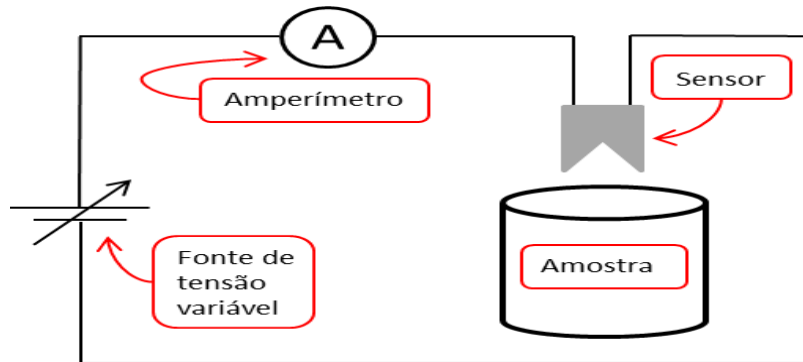 A
Amperímetro
Sensor
Fonte de
tensão
variável
Amostra